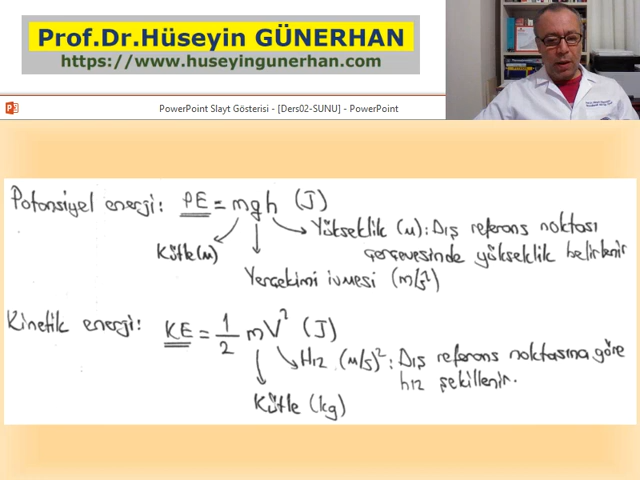 Prof.Dr.Hüseyin GÜNERHAN
https://www.huseyingunerhan.com
PowerPoint Slayt Gösterisi - [Ders02-SUNU] - PowerPoint
Potansiyel energi: PE = mgh (J)
Yükseklik (m): Dış referans noktası
Kütle(m)
çerçevesinde yükseklik belirlenir
Yerçekimi ivmesi (m/s²)
Kinetik energi: KE = 1/2 mV² (J)
Hız (m/s)²: Dış referans noktasına göre
hız şekillenir.
Kütle (kg)